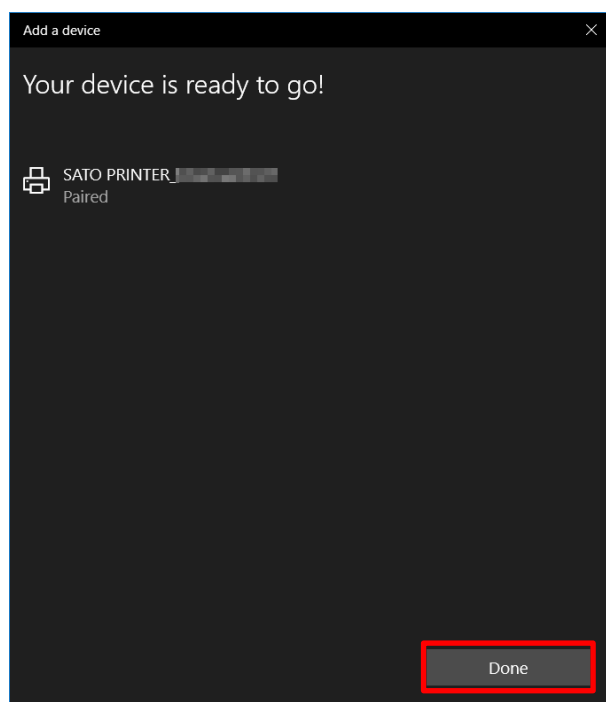 Add a device
Your device is ready to go!
SATO PRINTER_
Paired
Done